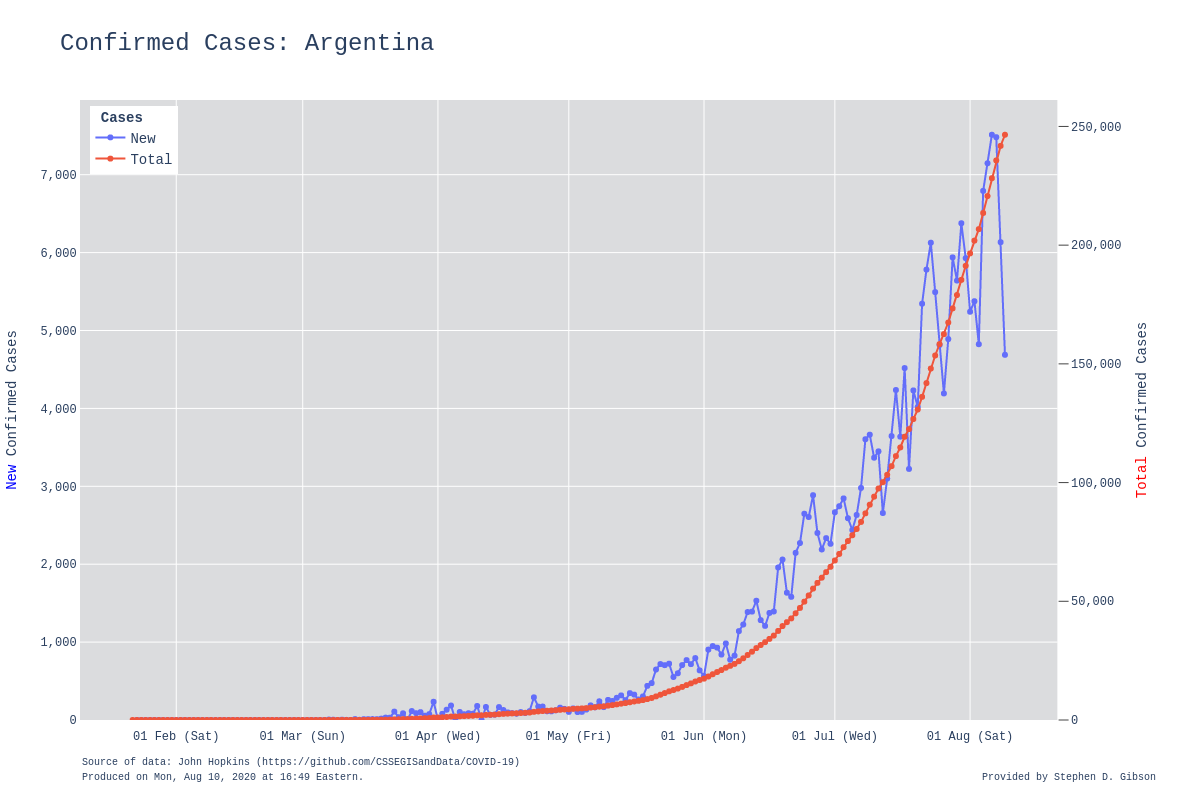 Confirmed Cases: Argentina
Cases
New
Total
7,000
6,000
5,000
4,000
3,000
2,000
1,000
0
New Confirmed Cases
250,000
200,000
150,000
100,000
50,000
0
Total Confirmed Cases
01 Feb (Sat) 01 Mar (Sun) 01 Apr (Wed) 01 May (Fri) 01 Jun (Mon) 01 Jul (Wed) 01 Aug (Sat)
Source of data: John Hopkins (https://github.com/CSSEGISandData/COVID-19)
Produced on Mon, Aug 10, 2020 at 16:49 Eastern.
Provided by Stephen D. Gibson